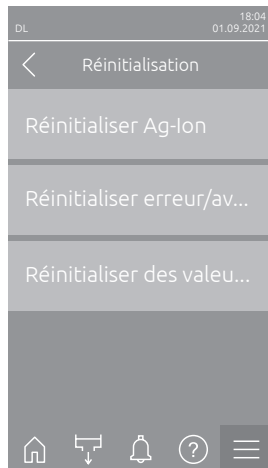 18:04
DL 01.09.2021
Réinitialisation
Réinitialiser Ag-Ion
Réinitialiser erreur/av...
Réinitialiser des valeu...
?